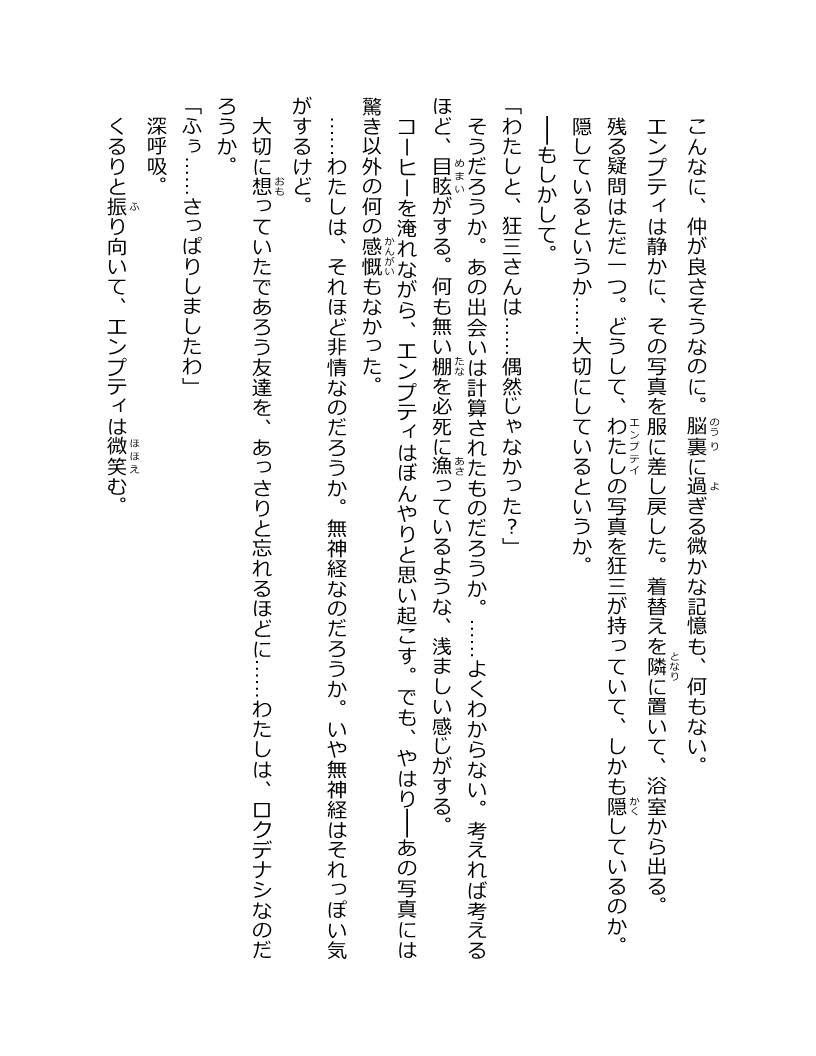 こんなに、仲が良さそうなのに。脳裏に過ぎる微かな記憶も、何もない。
エンプティは静かに、その写真を服に差し戻した。着替えを隣に置いて、浴室から出る。
残る疑問はただ一つ。どうして、わたしの写真を狂三が持っていて、しかも隠しているのか。
隠しているというか……大切にしているというか。
──もしかして。
「わたしと、狂三さんは……偶然じゃなかった?」
そうだろうか。あの出会いは計算されたものだろうか。……よくわからない。考えれば考える
ほど、目眩がする。何も無い棚を必死に漁っているような、浅ましい感じがする。
コーヒーを淹れながら、エンプティはぼんやりと思い起こす。でも、やはり──あの写真には
驚き以外の何の感慨もなかった。
……わたしは、それほど非情なのだろうか。無神経なのだろうか。いや無神経はそれっぽい気
がするけど。
大切に想っていたであろう友達を、あっさりと忘れるほどに……わたしは、ロクデナシなのだ
ろうか。
「ふぅ……さっぱりしましたわ」
深呼吸。
くるりと振り向いて、エンプティは微笑む。